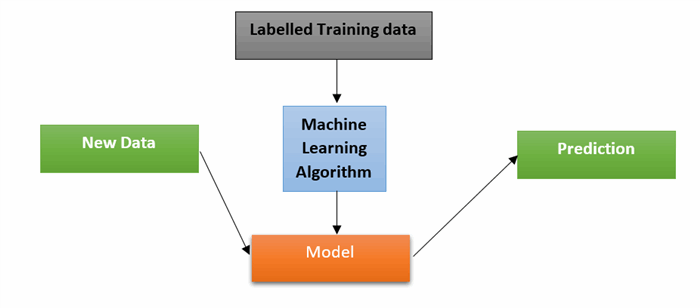 Labelled Training data
Machine
Learning
Algorithm
New Data
Prediction
Model